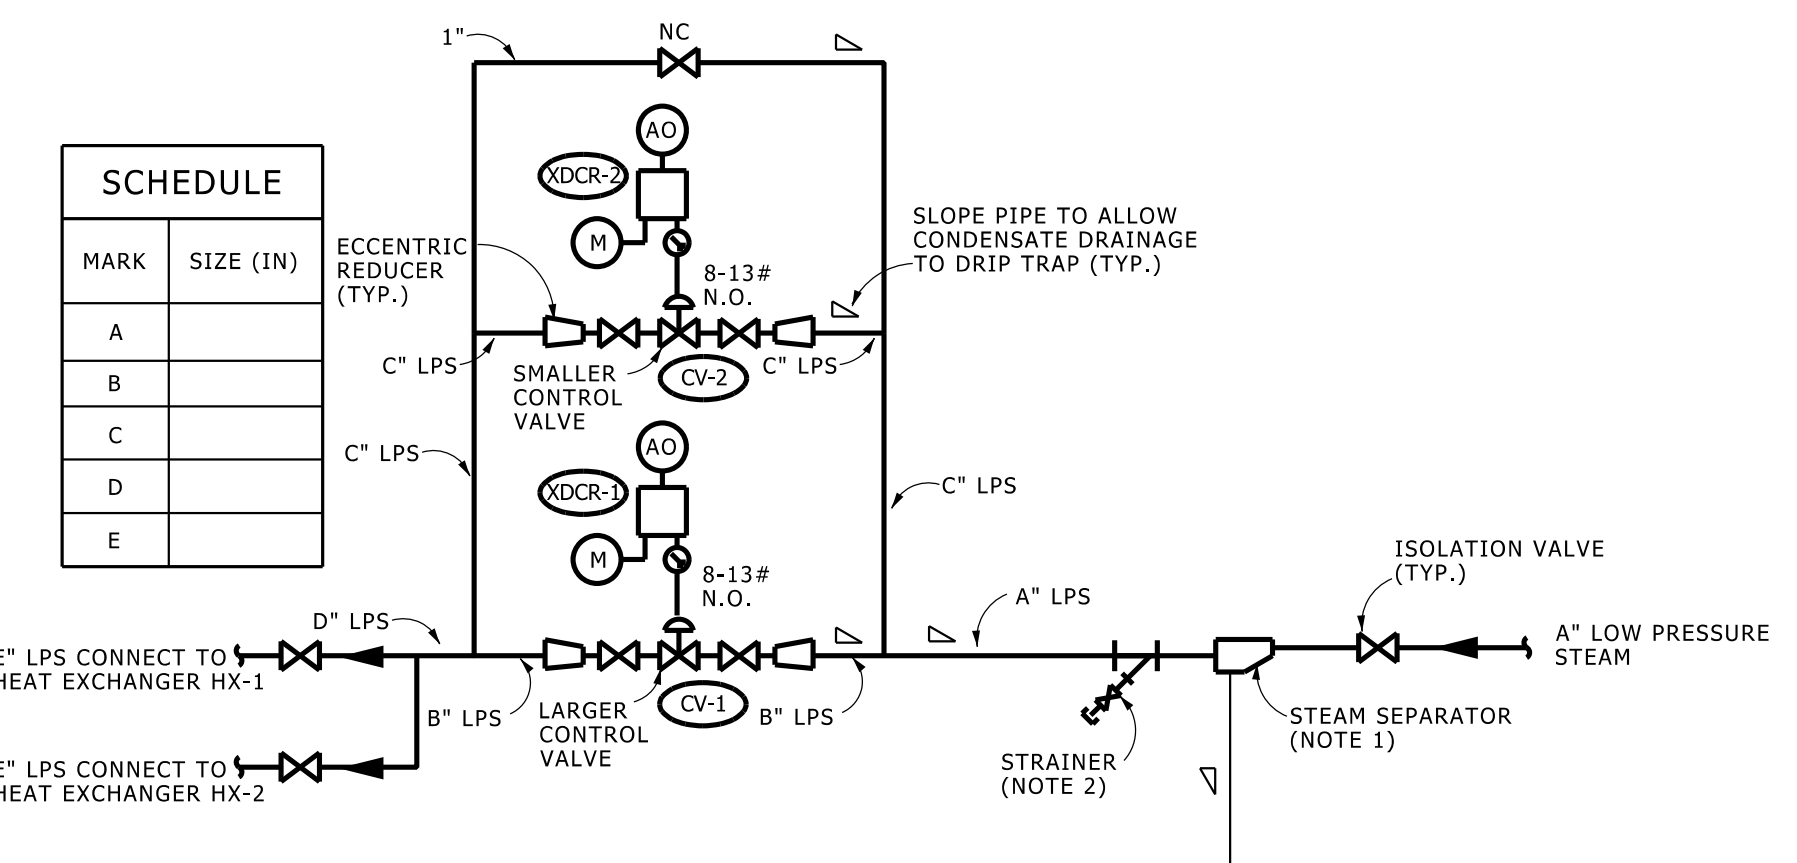 1"
NC
AO
XDCR-2
M
8-13#
N.O.
SCHEDULE
MARK SIZE (IN)
A
B
C
D
E
ECCENTRIC
REDUCER
(TYP.)
SLOPE PIPE TO ALLOW
CONDENSATE DRAINAGE
TO DRIP TRAP (TYP.)
C" LPS
SMALLER
CONTROL
VALVE
CV-2
C" LPS
AO
C" LPS
XDCR-1
C" LPS
M
8-13#
N.O.
ISOLATION VALVE
(TYP.)
A" LPS
D" LPS
E" LPS CONNECT TO
HEAT EXCHANGER HX-1
A" LOW PRESSURE
STEAM
B" LPS
LARGER
CONTROL
VALVE
CV-1
B" LPS
STEAM SEPARATOR
(NOTE 1)
STRAINER
(NOTE 2)
E" LPS CONNECT TO
HEAT EXCHANGER HX-2